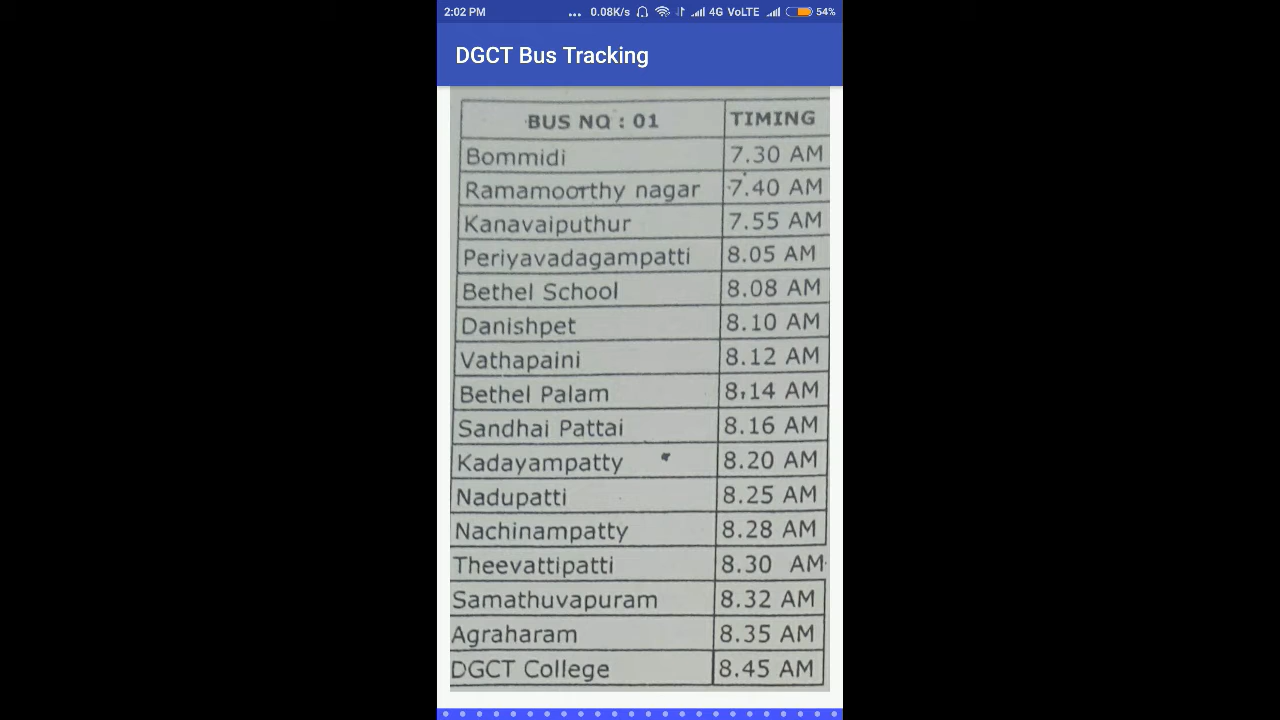 2:02 PM ... 0.08K/s 4G VoLTE 54%
DGCT Bus Tracking
BUS NO : 01 TIMING
Bommidi 7.30 AM
Ramamoorthy nagar 7.40 AM
Kanavaiputhur 7.55 AM
Periyavadagampatti 8.05 AM
Bethel School 8.08 AM
Danishpet 8.10 AM
Vathapaini 8.12 AM
Bethel Palam 8.14 AM
Sandhai Pattai 8.16 AM
Kadayampatty 8.20 AM
Nadupatti 8.25 AM
Nachinampatty 8.28 AM
Theevattipatti 8.30 AM
Samathuvapuram 8.32 AM
Agraharam 8.35 AM
DGCT College 8.45 AM